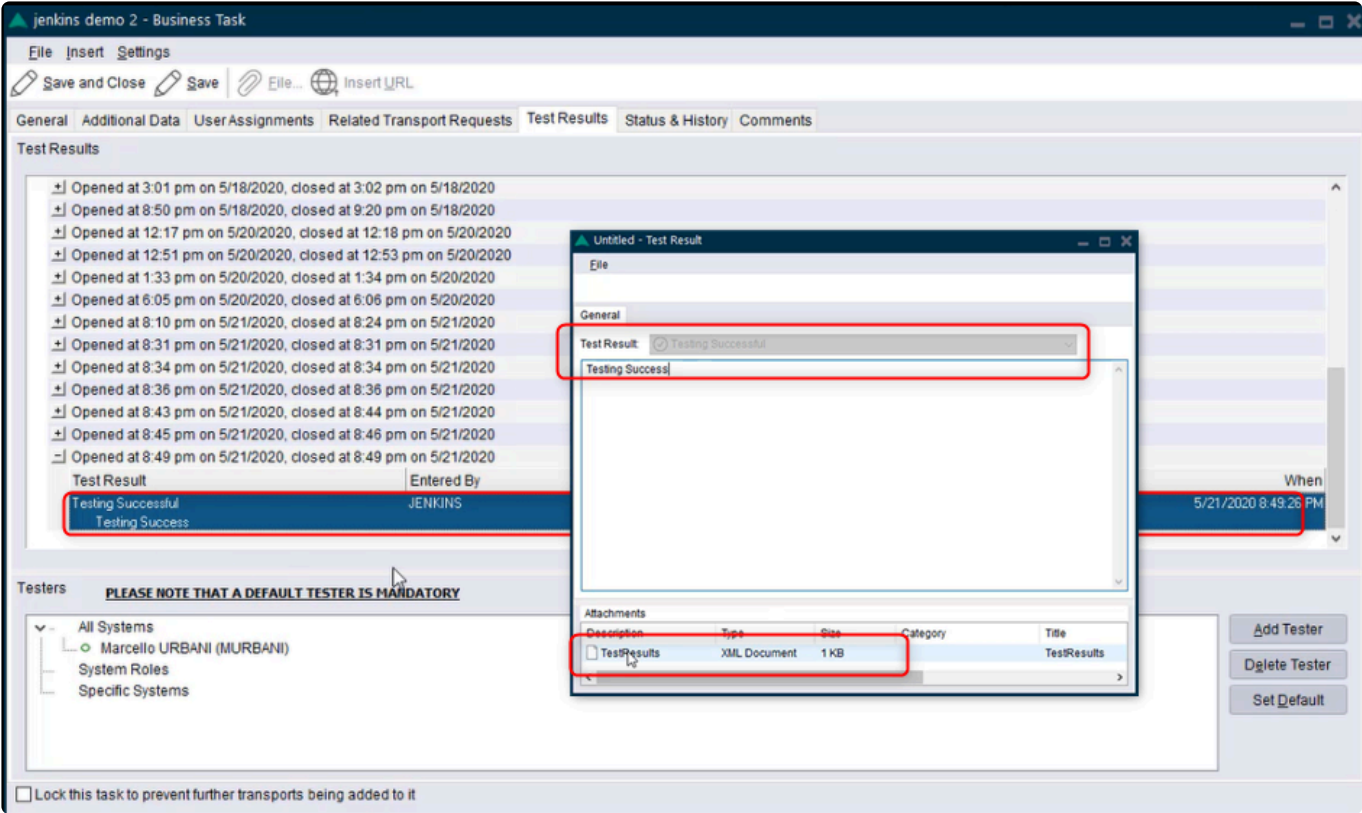 jenkins demo 2 - Business Task
File Insert Settings
Save and Close Save File... Insert URL
General Additional Data User Assignments Related Transport Requests Test Results Status & History Comments
Test Results
Opened at 3:01 pm on 5/18/2020, closed at 3:02 pm on 5/18/2020
Opened at 8:50 pm on 5/18/2020, closed at 9:20 pm on 5/18/2020
Opened at 12:17 pm on 5/20/2020, closed at 12:18 pm on 5/20/2020
Opened at 12:51 pm on 5/20/2020, closed at 12:53 pm on 5/20/2020
Opened at 1:33 pm on 5/20/2020, closed at 1:34 pm on 5/20/2020
Opened at 6:05 pm on 5/20/2020, closed at 6:06 pm on 5/20/2020
Opened at 8:10 pm on 5/21/2020, closed at 8:24 pm on 5/21/2020
Opened at 8:31 pm on 5/21/2020, closed at 8:31 pm on 5/21/2020
Opened at 8:34 pm on 5/21/2020, closed at 8:34 pm on 5/21/2020
Opened at 8:36 pm on 5/21/2020, closed at 8:36 pm on 5/21/2020
Opened at 8:43 pm on 5/21/2020, closed at 8:44 pm on 5/21/2020
Opened at 8:45 pm on 5/21/2020, closed at 8:46 pm on 5/21/2020
Opened at 8:49 pm on 5/21/2020, closed at 8:49 pm on 5/21/2020
Test Result Entered By When
Testing Successful JENKINS 5/21/2020 8:49:26 PM
Testing Success
Untitled - Test Result
File
General
Test Result: Testing Successful
Testing Success
Attachments
Description Type Size Category Title
TestResults XML Document 1 KB TestResults
Testers PLEASE NOTE THAT A DEFAULT TESTER IS MANDATORY
All Systems
Marcello URBANI (MURBANI)
System Roles
Specific Systems
Add Tester
Delete Tester
Set Default
Lock this task to prevent further transports being added to it